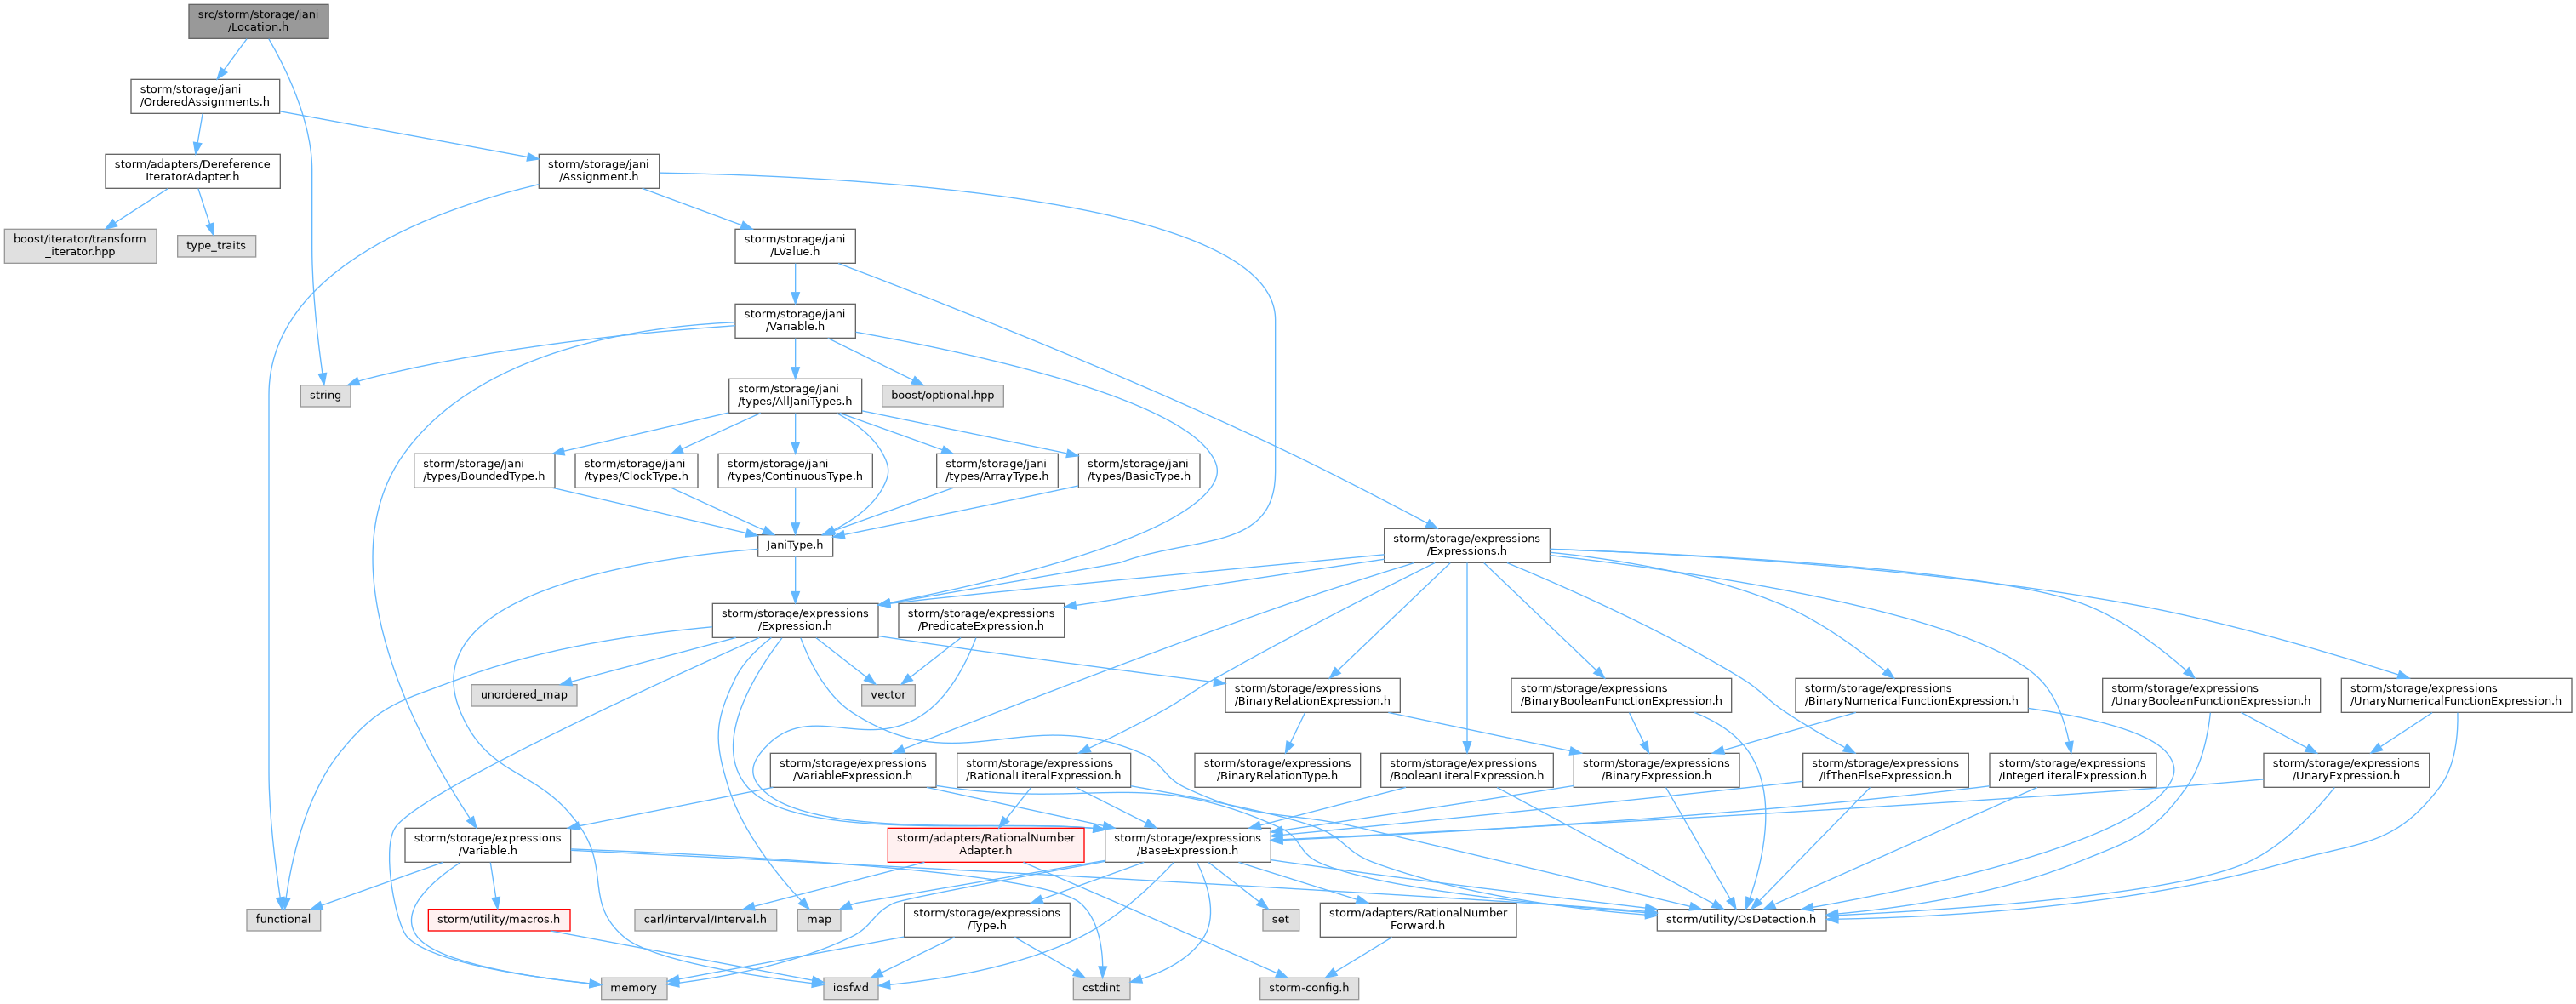 src/storm/storage/jani
/Location.h
storm/storage/jani
/OrderedAssignments.h
storm/adapters/Dereference
IteratorAdapter.h
storm/storage/jani
/Assignment.h
boost/iterator/transform
_iterator.hpp
type_traits
storm/storage/jani
/LValue.h
storm/storage/jani
/Variable.h
string
storm/storage/jani
/types/AllJaniTypes.h
boost/optional.hpp
storm/storage/jani
/types/BoundedType.h
storm/storage/jani
/types/ClockType.h
storm/storage/jani
/types/ContinuousType.h
storm/storage/jani
/types/ArrayType.h
storm/storage/jani
/types/BasicType.h
JaniType.h
storm/storage/expressions
/Expressions.h
storm/storage/expressions
/Expression.h
storm/storage/expressions
/PredicateExpression.h
unordered_map
vector
storm/storage/expressions
/BinaryRelationExpression.h
storm/storage/expressions
/BinaryBooleanFunctionExpression.h
storm/storage/expressions
/BinaryNumericalFunctionExpression.h
storm/storage/expressions
/UnaryBooleanFunctionExpression.h
storm/storage/expressions
/UnaryNumericalFunctionExpression.h
storm/storage/expressions
/VariableExpression.h
storm/storage/expressions
/RationalLiteralExpression.h
storm/storage/expressions
/BinaryRelationType.h
storm/storage/expressions
/BooleanLiteralExpression.h
storm/storage/expressions
/BinaryExpression.h
storm/storage/expressions
/IfThenElseExpression.h
storm/storage/expressions
/IntegerLiteralExpression.h
storm/storage/expressions
/UnaryExpression.h
storm/storage/expressions
/Variable.h
storm/adapters/RationalNumber
Adapter.h
storm/storage/expressions
/BaseExpression.h
functional
storm/utility/macros.h
carl/interval/Interval.h
map
storm/storage/expressions
/Type.h
set
storm/adapters/RationalNumber
Forward.h
storm/utility/OsDetection.h
memory
iosfwd
cstdint
storm-config.h